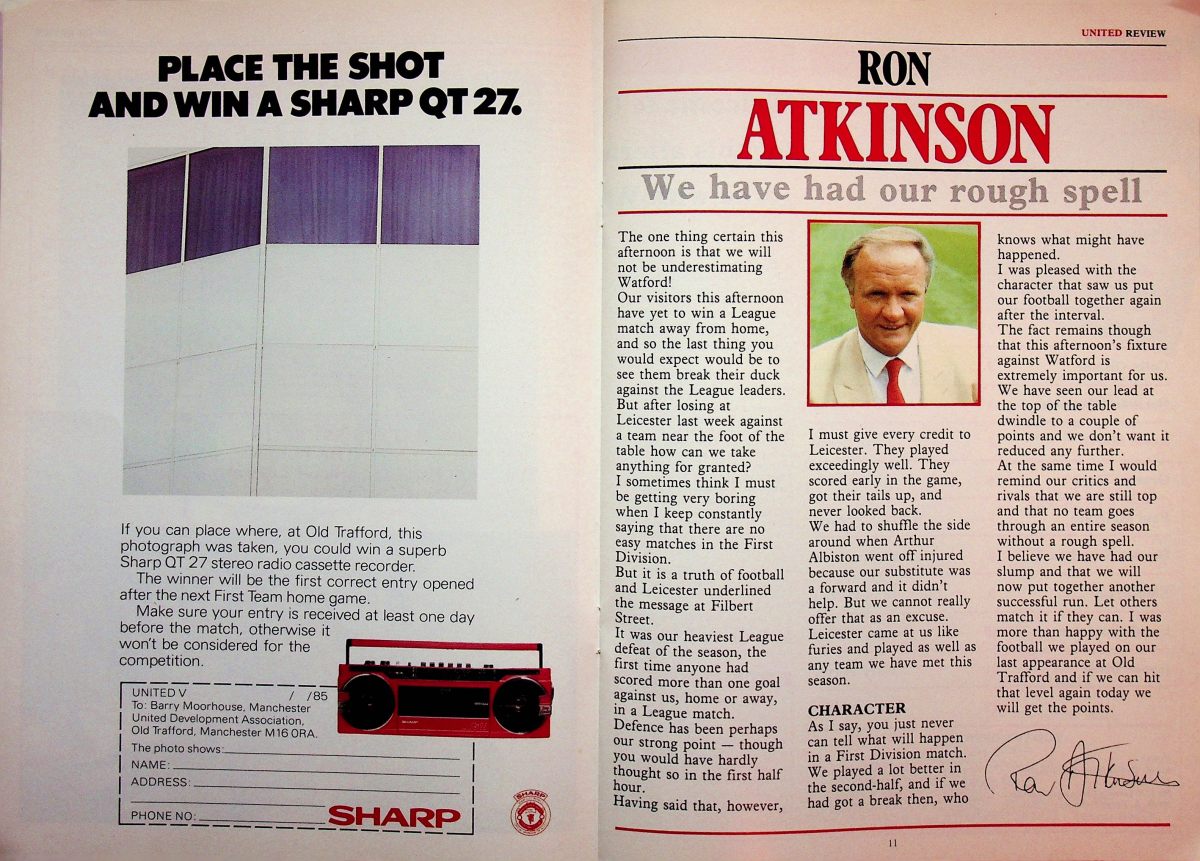 PLACE THE SHOT
AND WIN A SHARP QT 27.
If you can place where, at Old Trafford, this
photograph was taken, you could win a superb
Sharp QT 27 stereo radio cassette recorder.
The winner will be the first correct entry opened
after the next First Team home game.
Make sure your entry is received at least one day
before the match, otherwise it
won't be considered for the
competition.
UNITED V / /85
To: Barry Moorhouse, Manchester
United Development Association,
Old Trafford, Manchester M16 0RA.
The photo shows:
NAME:
ADDRESS:
PHONE NO:
SHARP
SHARP
UNITED REVIEW
RON
ATKINSON
We have had our rough spell
The one thing certain this
afternoon is that we will
not be underestimating
Watford!
Our visitors this afternoon
have yet to win a League
match away from home,
and so the last thing you
would expect would be to
see them break their duck
against the League leaders.
But after losing at
Leicester last week against
a team near the foot of the
table how can we take
anything for granted?
I sometimes think I must
be getting very boring
when I keep constantly
saying that there are no
easy matches in the First
Division.
But it is a truth of football
and Leicester underlined
the message at Filbert
Street.
It was our heaviest League
defeat of the season, the
first time anyone had
scored more than one goal
against us, home or away,
in a League match.
Defence has been perhaps
our strong point — though
you would have hardly
thought so in the first half
hour.
Having said that, however,
I must give every credit to
Leicester. They played
exceedingly well. They
scored early in the game,
got their tails up, and
never looked back.
We had to shuffle the side
around when Arthur
Albiston went off injured
because our substitute was
a forward and it didn't
help. But we cannot really
offer that as an excuse.
Leicester came at us like
furies and played as well as
any team we have met this
season.
CHARACTER
As I say, you just never
can tell what will happen
in a First Division match.
We played a lot better in
the second-half, and if we
had got a break then, who
knows what might have
happened.
I was pleased with the
character that saw us put
our football together again
after the interval.
The fact remains though
that this afternoon's fixture
against Watford is
extremely important for us.
We have seen our lead at
the top of the table
dwindle to a couple of
points and we don't want it
reduced any further.
At the same time I would
remind our critics and
rivals that we are still top
and that no team goes
through an entire season
without a rough spell.
I believe we have had our
slump and that we will
now put together another
successful run. Let others
match it if they can. I was
more than happy with the
football we played on our
last appearance at Old
Trafford and if we can hit
that level again today we
will get the points.
Ron Atkinson
11